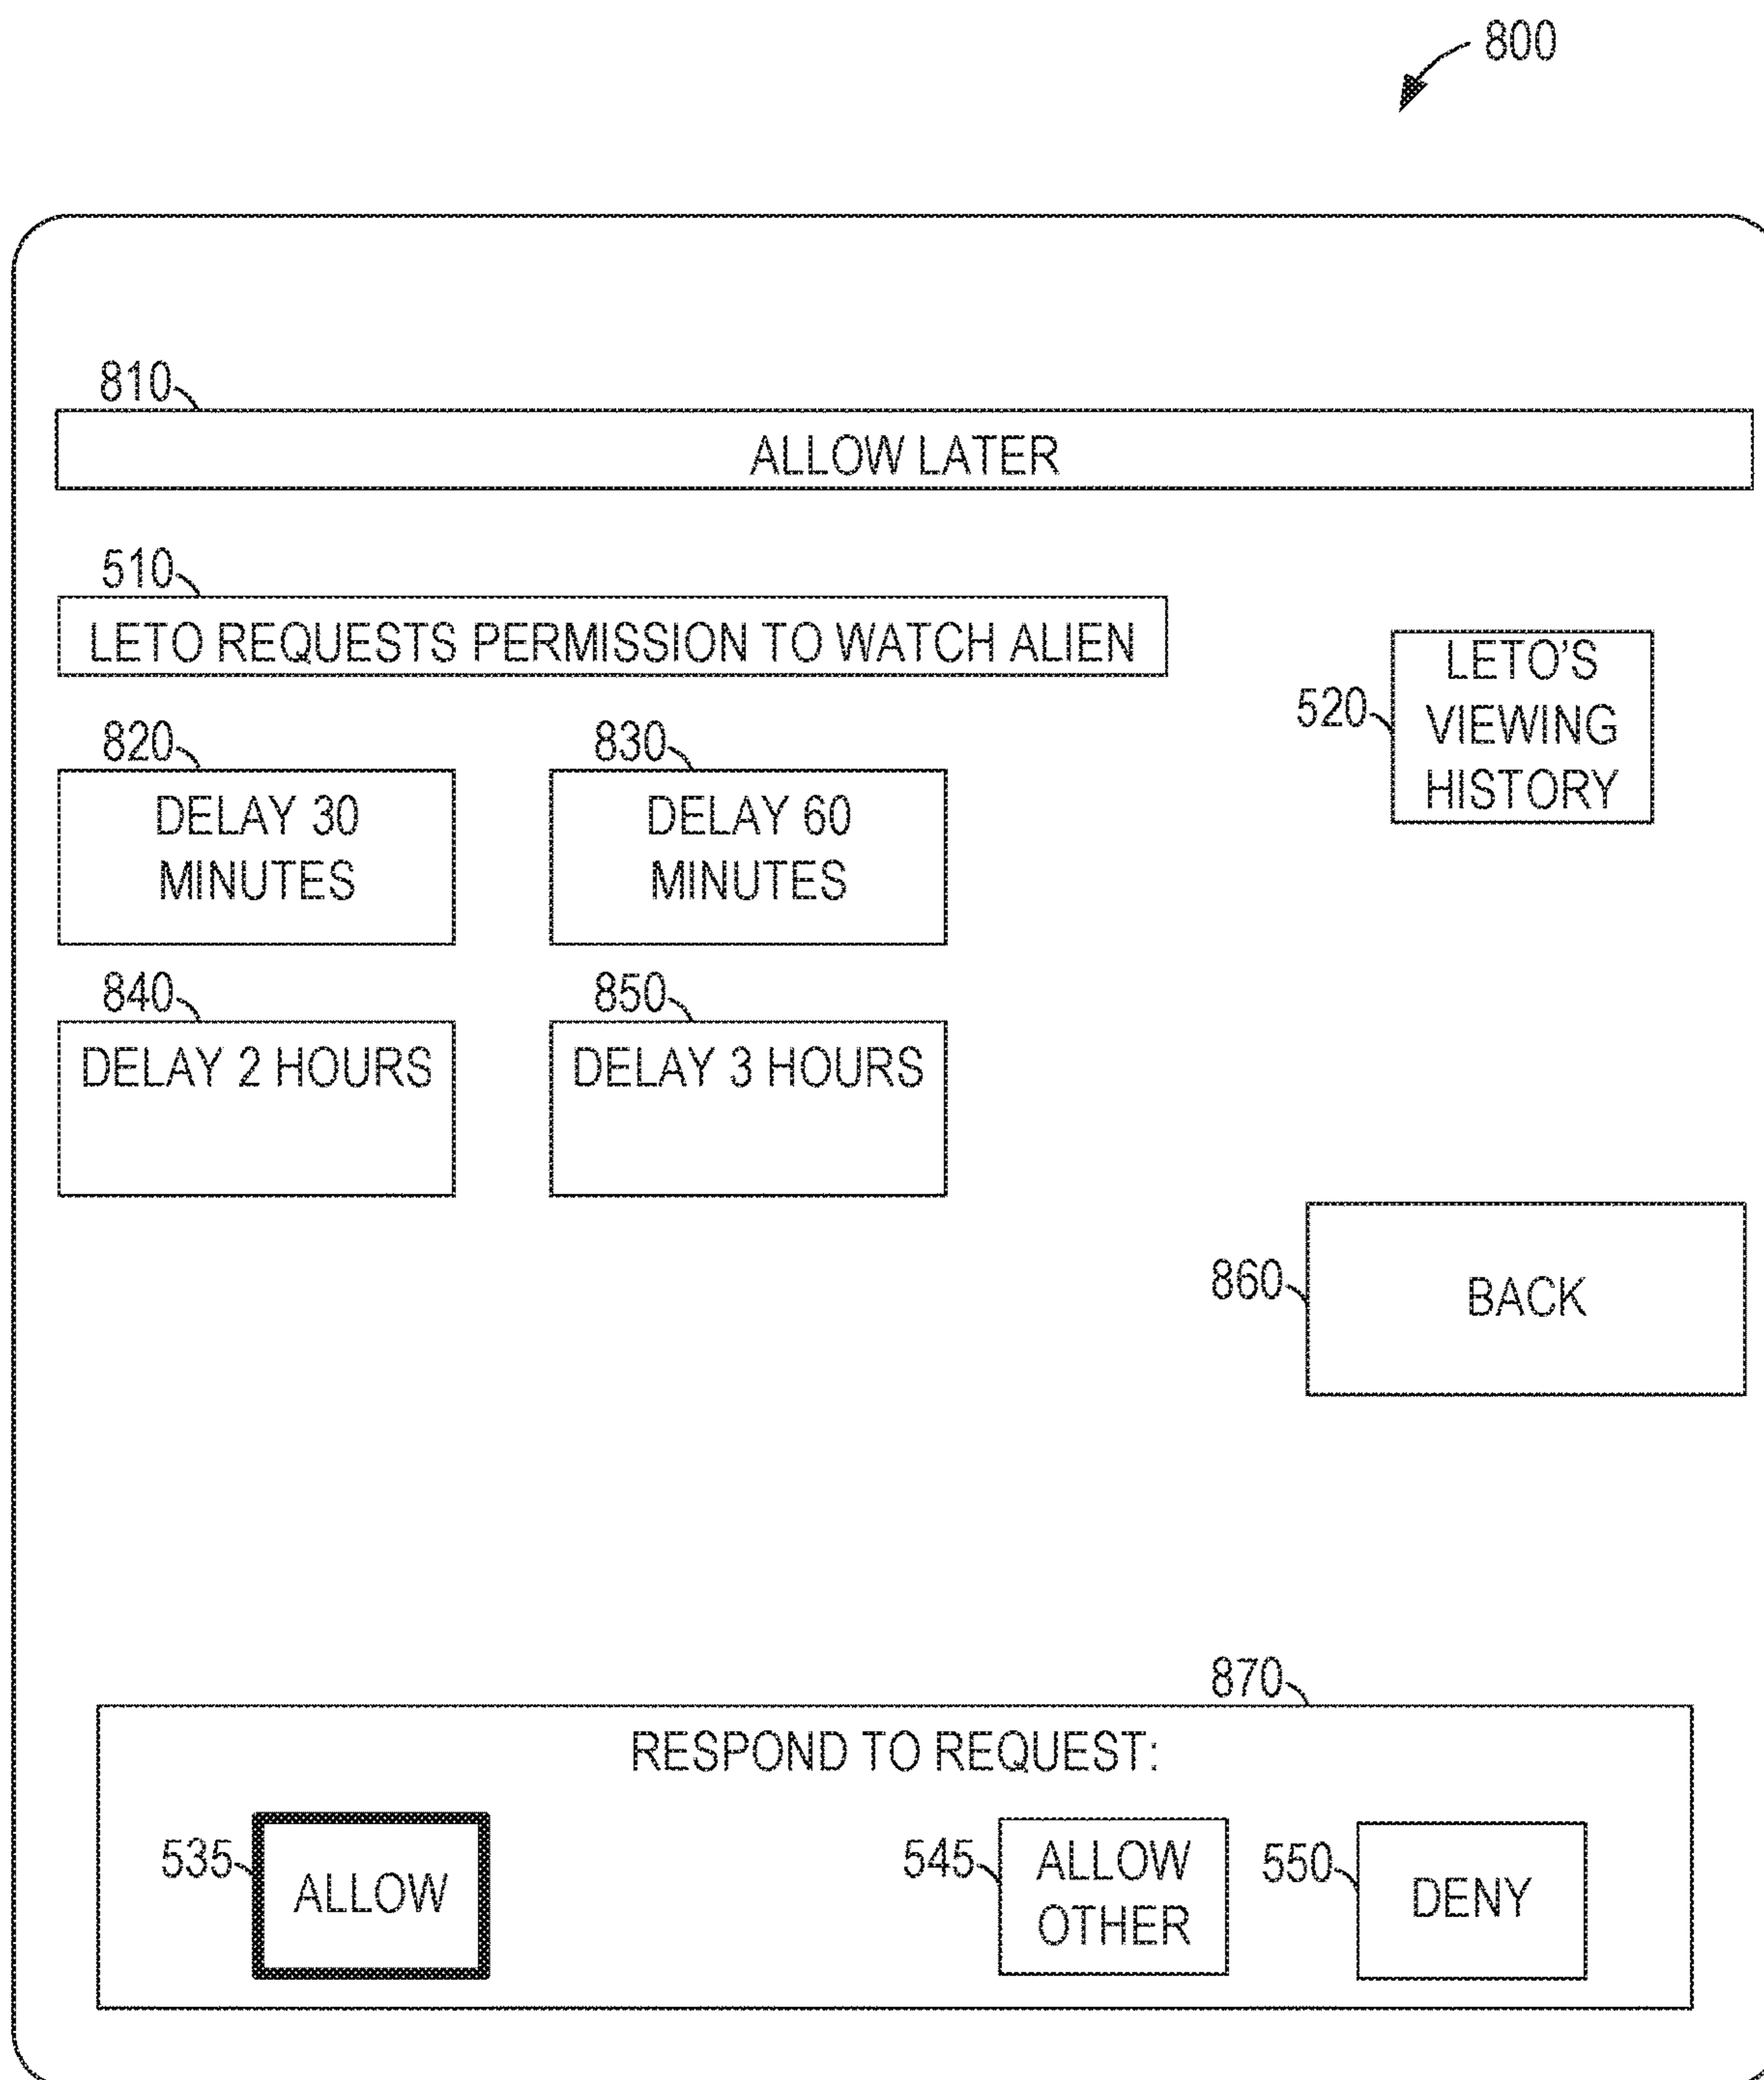 800
810
ALLOW LATER
510
LETO REQUESTS PERMISSION TO WATCH ALIEN
520
LETO'S
VIEWING
HISTORY
820
DELAY 30
MINUTES
830
DELAY 60
MINUTES
840
DELAY 2 HOURS
850
DELAY 3 HOURS
860
BACK
870
RESPOND TO REQUEST:
535
ALLOW
545
ALLOW
OTHER
550
DENY